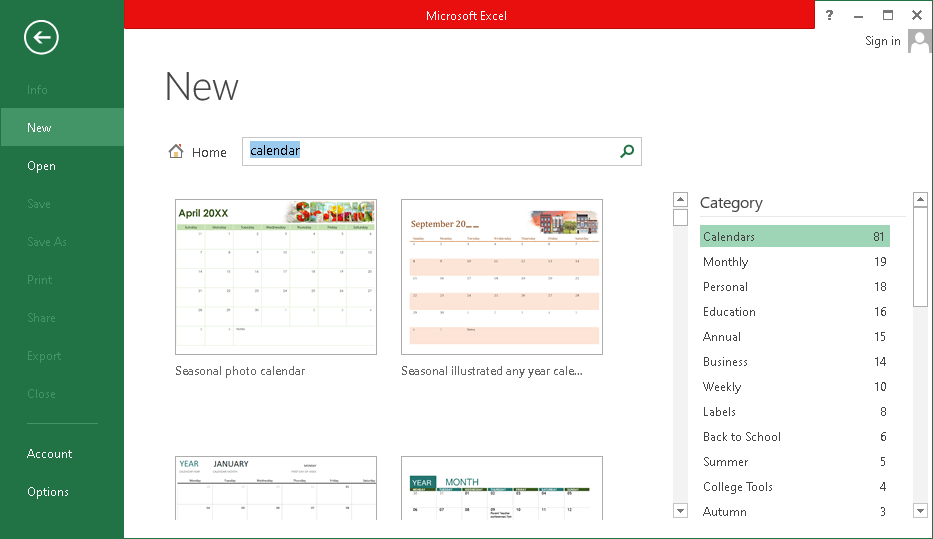 Microsoft Excel
?
Sign in
Info
New
Open
Save
Save As
Print
Share
Export
Close
Account
Options
New
Home
calendar
April 20XX
September 20__
Seasonal photo calendar
Seasonal illustrated any year cale...
YEAR JANUARY
YEAR MONTH
Category
Calendars 81
Monthly 19
Personal 18
Education 16
Annual 15
Business 14
Weekly 10
Labels 8
Back to School 6
Summer 5
College Tools 4
Autumn 3